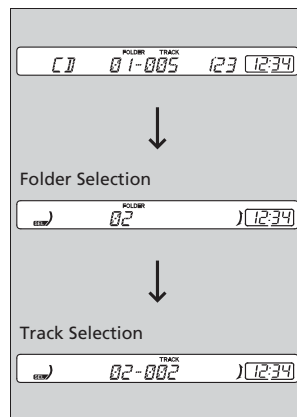 FOLDER TRACK
CD 01-005 123 12:34
Folder Selection
FOLDER
02 12:34
Track Selection
TRACK
02-002 12:34